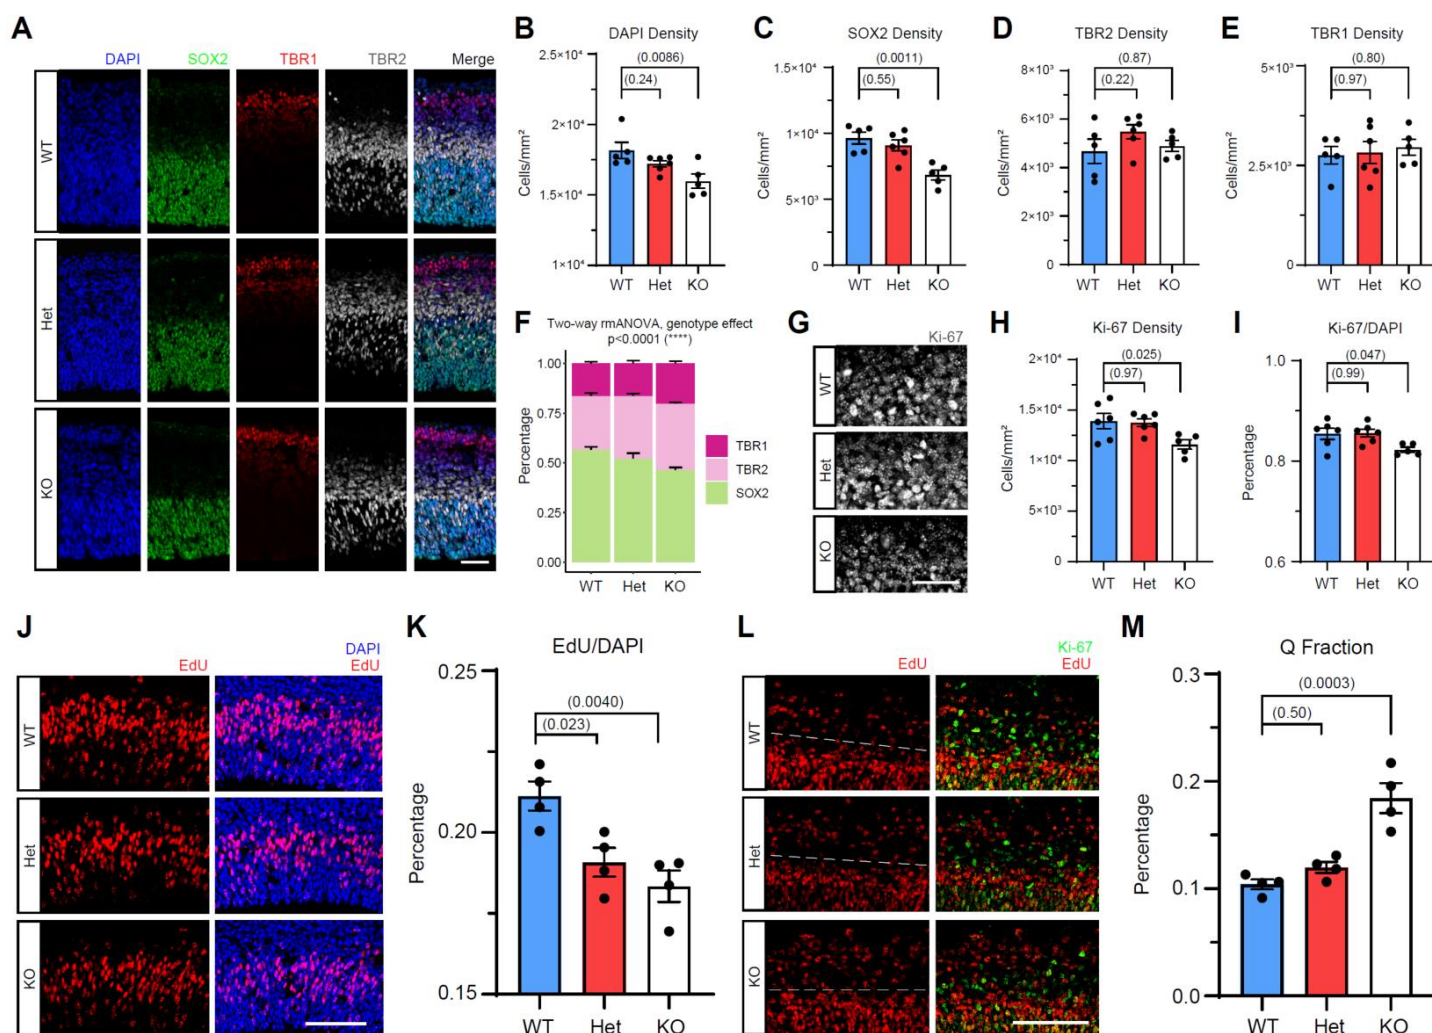 A
DAPI SOX2 TBR1 TBR2 Merge
WT
Het
KO
B
DAPI Density
(0.0086)
(0.24)
Cells/mm²
2.5×10⁴
2×10⁴
1.5×10⁴
1×10⁴
WT Het KO
C
SOX2 Density
(0.0011)
(0.55)
Cells/mm²
1.5×10⁴
1×10⁴
5×10³
0
WT Het KO
D
TBR2 Density
(0.87)
(0.22)
Cells/mm²
8×10³
6×10³
4×10³
2×10³
0
WT Het KO
E
TBR1 Density
(0.80)
(0.97)
Cells/mm²
5×10³
2.5×10³
0
WT Het KO
F
Two-way rmANOVA, genotype effect
p<0.0001 (****)
1.00
0.75
0.50
0.25
0.00
WT Het KO
TBR1
TBR2
SOX2
G
Ki-67
WT
Het
KO
H
Ki-67 Density
(0.025)
(0.97)
Cells/mm²
2×10⁴
1.5×10⁴
1×10⁴
5×10³
0
WT Het KO
I
Ki-67/DAPI
(0.047)
(0.99)
Percentage
1.0
0.8
0.6
WT Het KO
J
DAPI
EdU EdU
WT
Het
KO
K
EdU/DAPI
(0.0040)
(0.023)
Percentage
0.25
0.20
0.15
WT Het KO
L
Ki-67
EdU EdU
WT
Het
KO
M
Q Fraction
(0.0003)
(0.50)
Percentage
0.3
0.2
0.1
0.0
WT Het KO